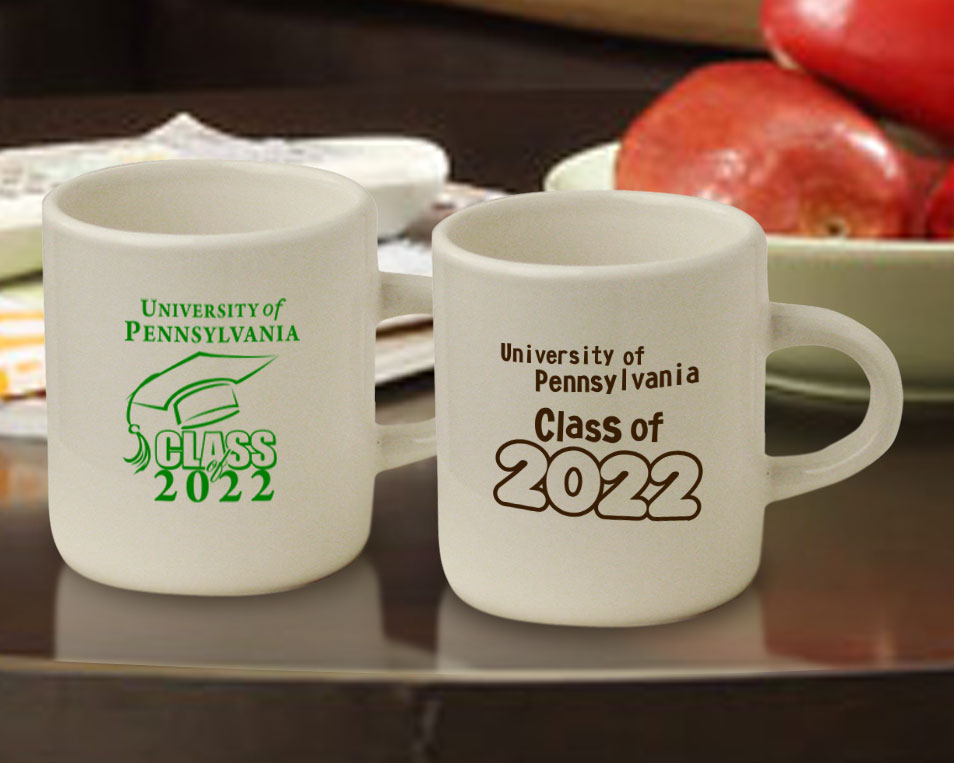 University of
Pennsylvania
CLASS
of
2022
University of
Pennsylvania
Class of
2022